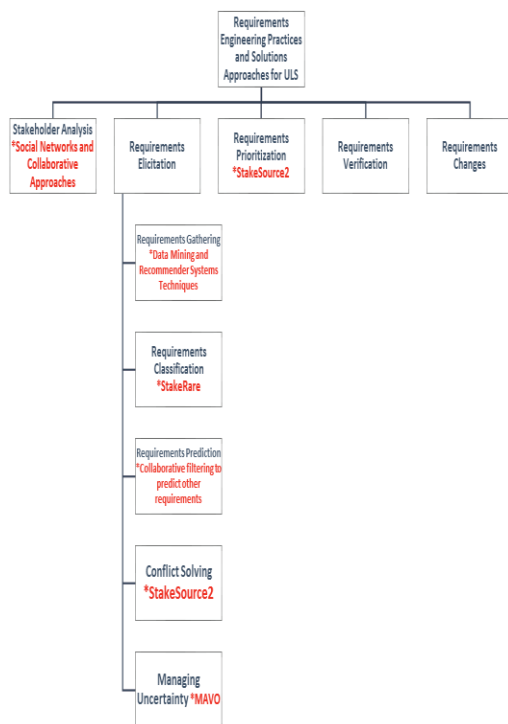 Requirements
Engineering Practices
and Solutions
Approaches for ULS
Stakeholder Analysis
*Social Networks and
Collaborative
Approaches
Requirements
Elicitation
Requirements
Prioritization
*StakeSource2
Requirements
Verification
Requirements
Changes
Requirements Gathering
*Data Mining and
Recommender Systems
Techniques
Requirements
Classification
*StakeRare
Requirements Prediction
*Collaborative filtering to
predict other
requirements
Conflict Solving
*StakeSource2
Managing
Uncertainty *MAVO